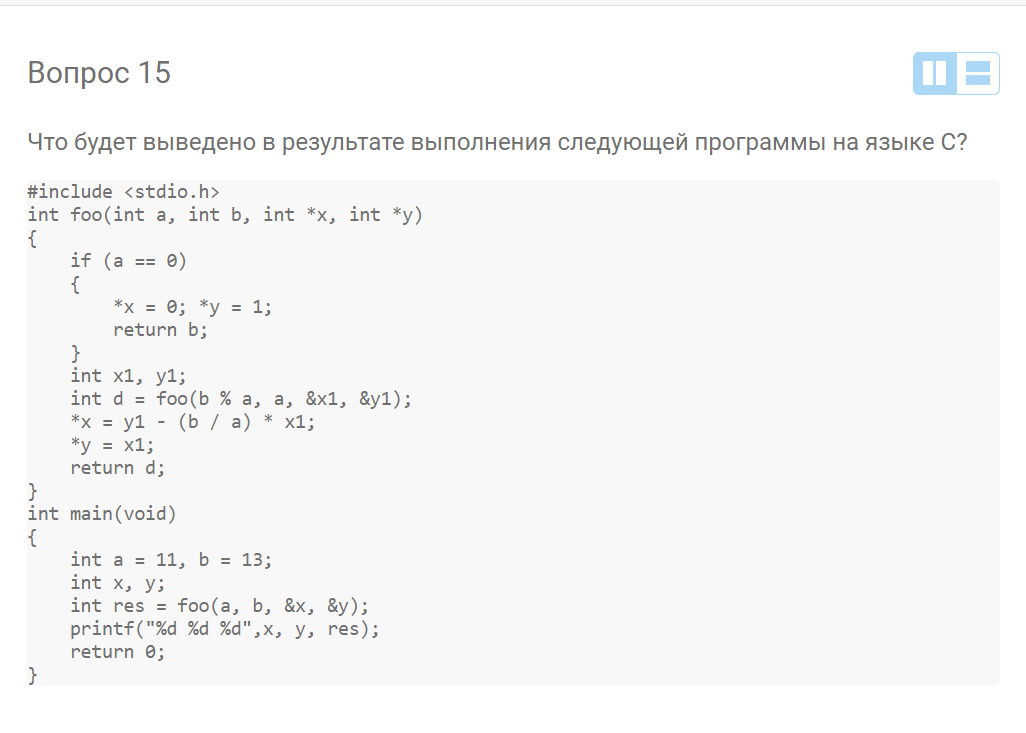 Вопрос 15
Что будет выведено в результате выполнения следующей программы на языке C?
#include <stdio.h>
int foo(int a, int b, int *x, int *y)
{
    if (a == 0)
    {
        *x = 0; *y = 1;
        return b;
    }
    int x1, y1;
    int d = foo(b % a, a, &x1, &y1);
    *x = y1 - (b / a) * x1;
    *y = x1;
    return d;
}
int main(void)
{
    int a = 11, b = 13;
    int x, y;
    int res = foo(a, b, &x, &y);
    printf("%d %d %d",x, y, res);
    return 0;
}